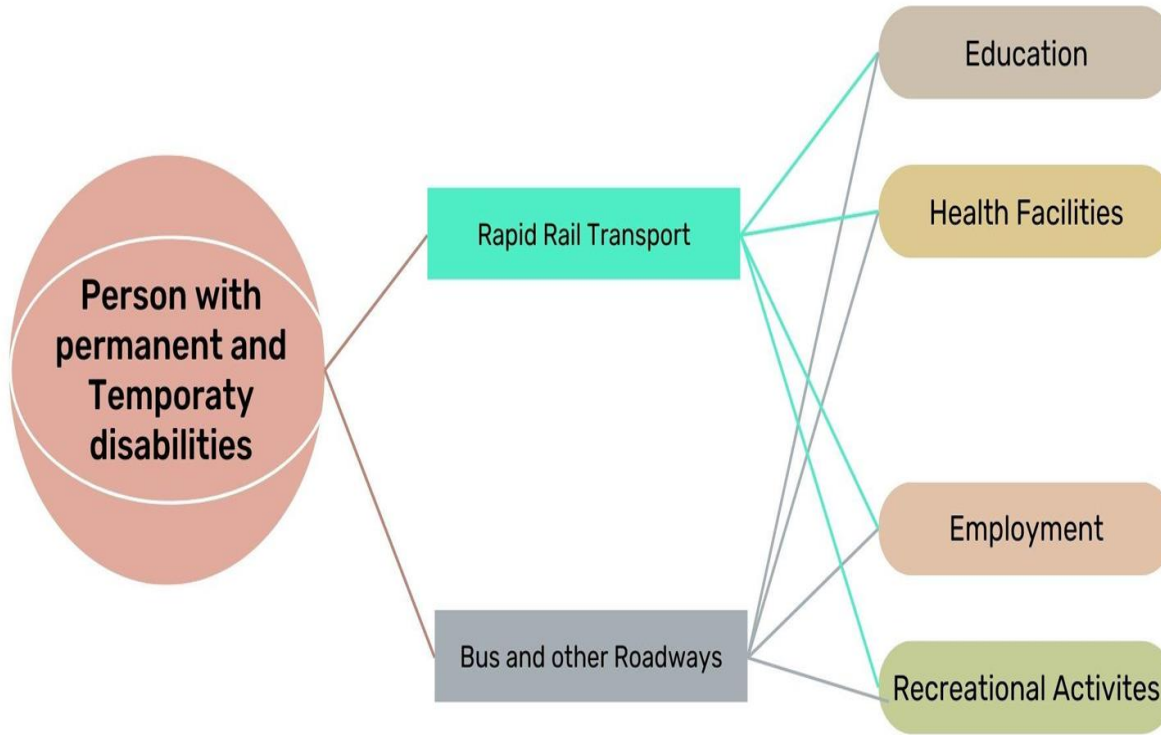 Person with
permanent and
Temporaty
disabilities
Rapid Rail Transport
Bus and other Roadways
Education
Health Facilities
Employment
Recreational Activites